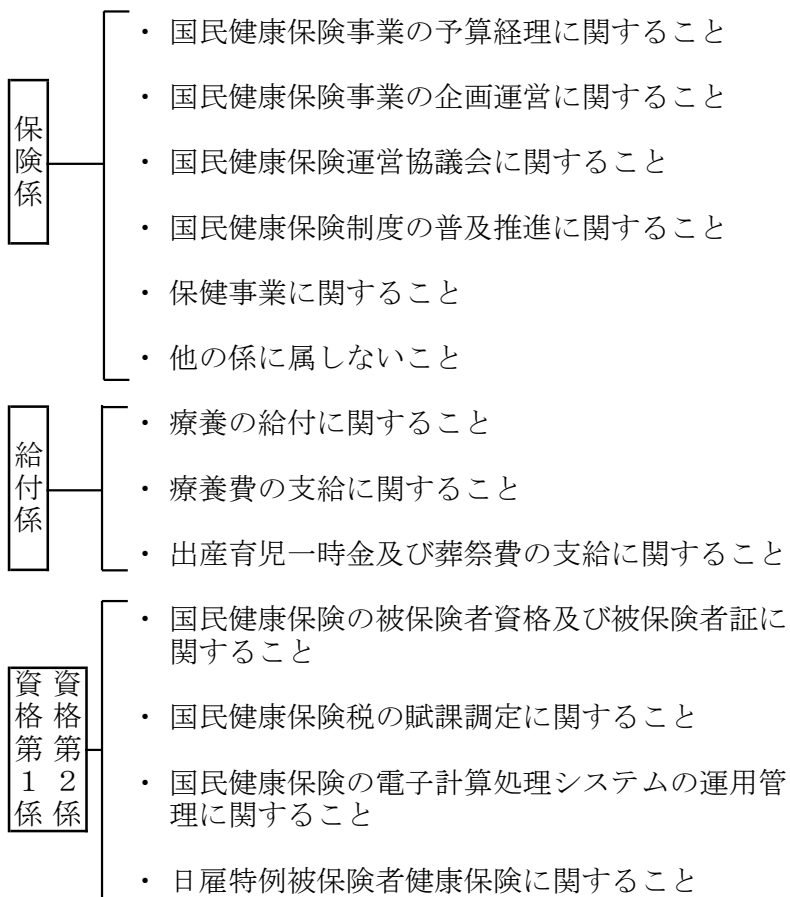 保険係
・ 国民健康保険事業の予算経理に関すること
・ 国民健康保険事業の企画運営に関すること
・ 国民健康保険運営協議会に関すること
・ 国民健康保険制度の普及推進に関すること
・ 保健事業に関すること
・ 他の係に属しないこと
給付係
・ 療養の給付に関すること
・ 療養費の支給に関すること
・ 出産育児一時金及び葬祭費の支給に関すること
資格第2係
資格第1係
・ 国民健康保険の被保険者資格及び被保険者証に
関すること
・ 国民健康保険税の賦課調定に関すること
・ 国民健康保険の電子計算処理システムの運用管
理に関すること
・ 日雇特例被保険者健康保険に関すること